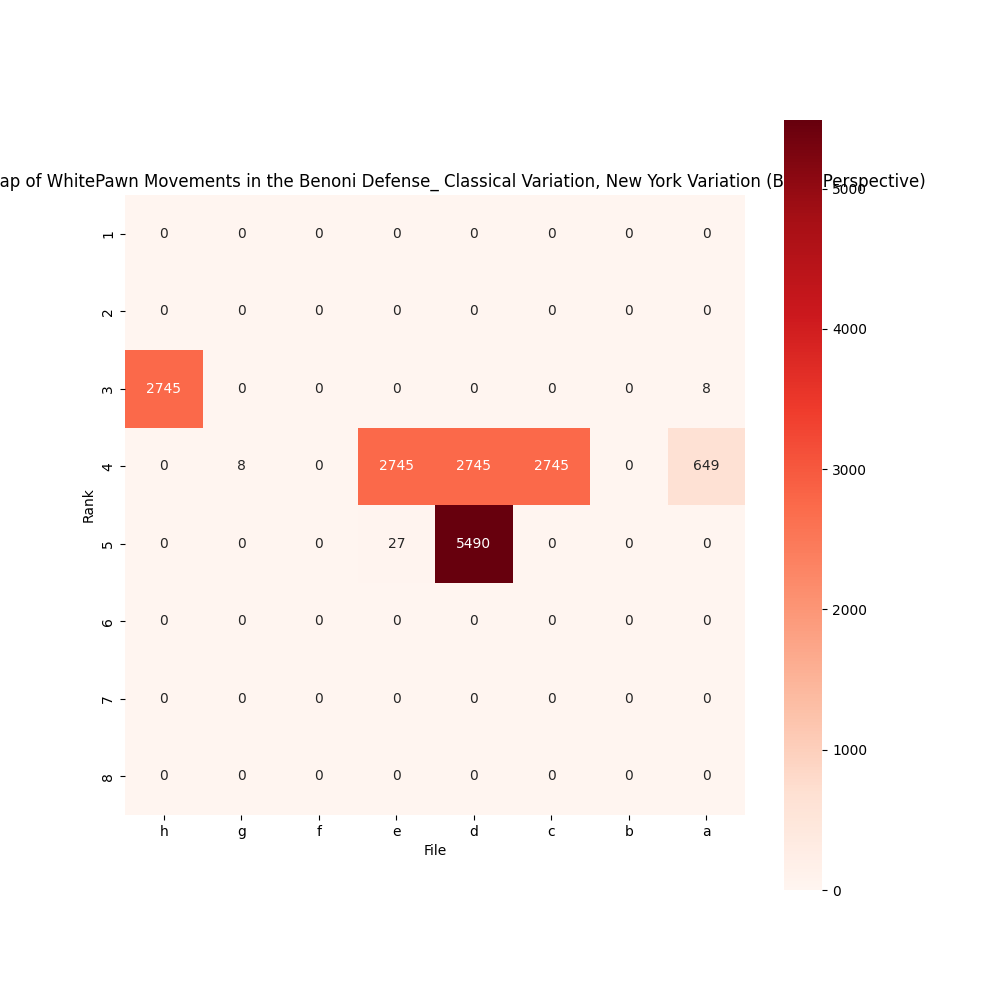 ap of WhitePawn Movements in the Benoni Defense_ Classical Variation, New York Variation (B Perspective)
5000
1 0 0 0 0 0 0 0 0
2 0 0 0 0 0 0 0 0
4000
3 2745 0 0 0 0 0 0 8
3000
4 0 8 0 2745 2745 2745 0 649
Rank
5 0 0 0 27 5490 0 0 0
2000
6 0 0 0 0 0 0 0 0
7 0 0 0 0 0 0 0 0
1000
8 0 0 0 0 0 0 0 0
h g f e d c b a
File
0